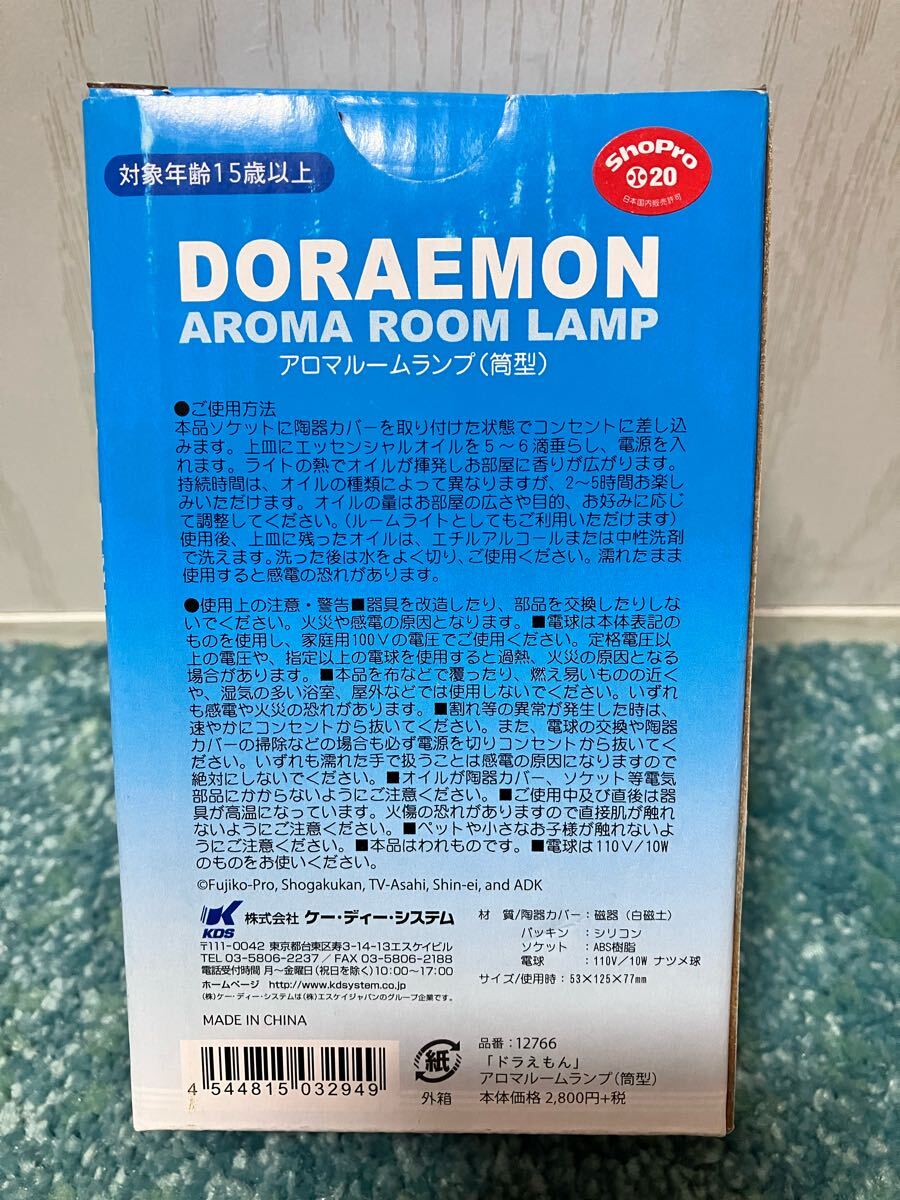 対象年齢15歳以上
ShoPro
20
日本国内販売許可
DORAEMON
AROMA ROOM LAMP
アロマルームランプ(筒型)
●ご使用方法
本品ソケットに陶器カバーを取り付けた状態でコンセントに差し込
みます。上皿にエッセンシャルオイルを5~6滴垂らし、電源を入
れます。ライトの熱でオイルが揮発しお部屋に香りが広がります。
持続時間は、オイルの種類によって異なりますが、2~5時間お楽し
みいただけます。オイルの量はお部屋の広さや目的、お好みに応じ
て調整してください。(ルームライトとしてもご利用いただけます)
使用後、上皿に残ったオイルは、エチルアルコールまたは中性洗剤
で洗えます。洗った後は水をよく切り、ご使用ください。濡れたまま
使用すると感電の恐れがあります。
●使用上の注意・警告■器具を改造したり、部品を交換したりしな
いでください。火災や感電の原因となります。■電球は本体表記の
ものを使用し、家庭用100Vの電圧でご使用ください。定格電圧以
上の電圧や、指定以上の電球を使用すると過熱、火災の原因となる
場合があります。■本品を布などで覆ったり、燃え易いものの近く
や、湿気の多い浴室、屋外などでは使用しないでください。いずれ
も感電や火災の恐れがあります。■割れ等の異常が発生した時は、
速やかにコンセントから抜いてください。また、電球の交換や陶器
カバーの掃除などの場合も必ず電源を切りコンセントから抜いてく
ださい。いずれも濡れた手で扱うことは感電の原因になりますので
絶対にしないでください。■オイルが陶器カバー、ソケット等電気
部品にかからないようにご注意ください。■ご使用中及び直後は器
具が高温になっています。火傷の恐れがありますので直接肌が触れ
ないようにご注意ください。■ペットや小さなお子様が触れないよ
うにご注意ください。■本品はわれものです。■電球は110V/10W
のものをお使いください。
©Fujiko-Pro, Shogakukan, TV-Asahi, Shin-ei, and ADK
KDS 株式会社 ケー・ディー・システム
〒111-0042 東京都台東区寿3-14-13エスケイビル
TEL 03-5806-2237/FAX 03-5806-2188
電話受付時間 月~金曜日(祝日を除く)10:00~17:00
ホームページ http://www.kdsystem.co.jp
(株)ケー・ディー・システムは(株)エスケイジャパンのグループ企業です。
MADE IN CHINA
材 質/陶器カバー:磁器(白磁土)
パッキン:シリコン
ソケット:ABS樹脂
電球:110V/10W ナツメ球
サイズ/使用時:53×125×77mm
4 544815 032949
紙
外箱
品番:12766
「ドラえもん」
アロマルームランプ(筒型)
本体価格 2,800円+税